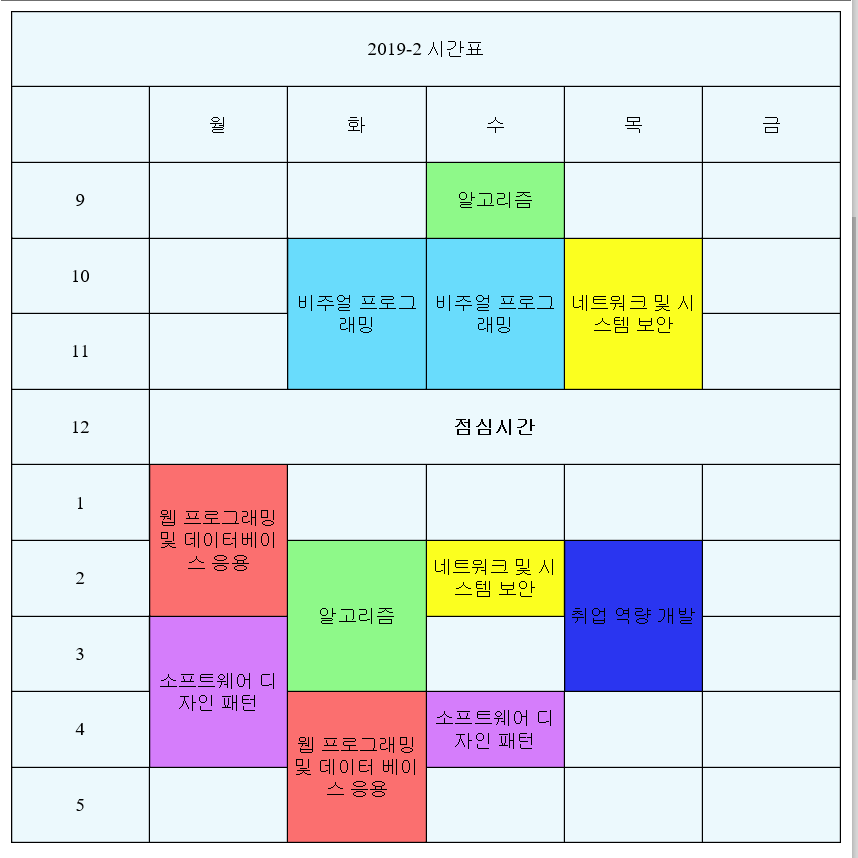 2019-2 시간표
월 화 수 목 금
9 알고리즘
10
비주얼 프로그 비주얼 프로그 네트워크 및 시
래밍 래밍 스템 보안
11
12 점심시간
1
웹 프로그래밍
및 데이터베이
스 응용
2
네트워크 및 시
스템 보안
알고리즘 취업 역량 개발
3
소프트웨어 디
자인 패턴
4
소프트웨어 디
자인 패턴
웹 프로그래밍
및 데이터 베이
스 응용
5